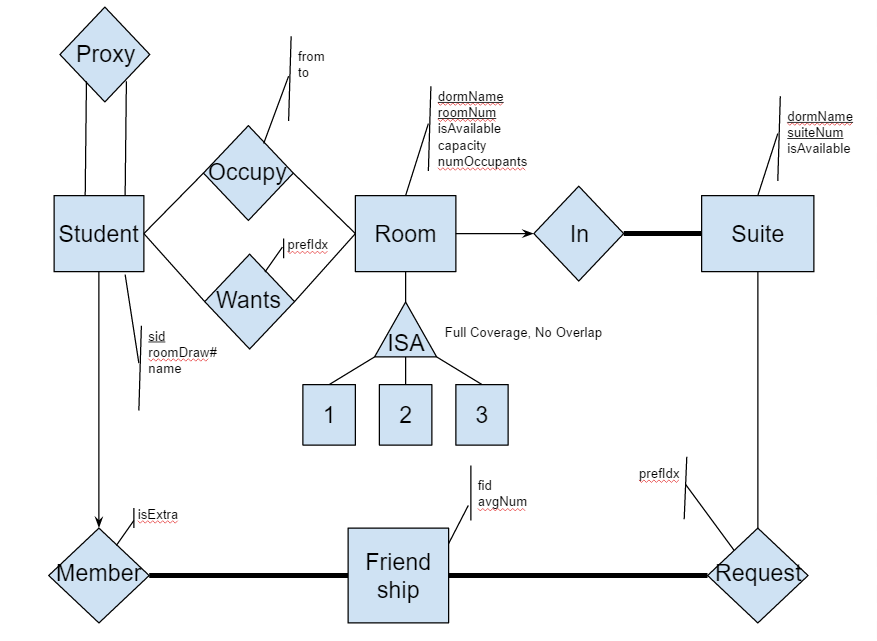 Proxy
from
to
dormName
roomNum
isAvailable
capacity
numOccupants
dormName
suiteNum
isAvailable
Occupy
Student
Room
In
Suite
prefIdx
Wants
sid
roomDraw#
name
ISA
Full Coverage, No Overlap
1
2
3
fid
avgNum
prefIdx
isExtra
Member
Friend
ship
Request